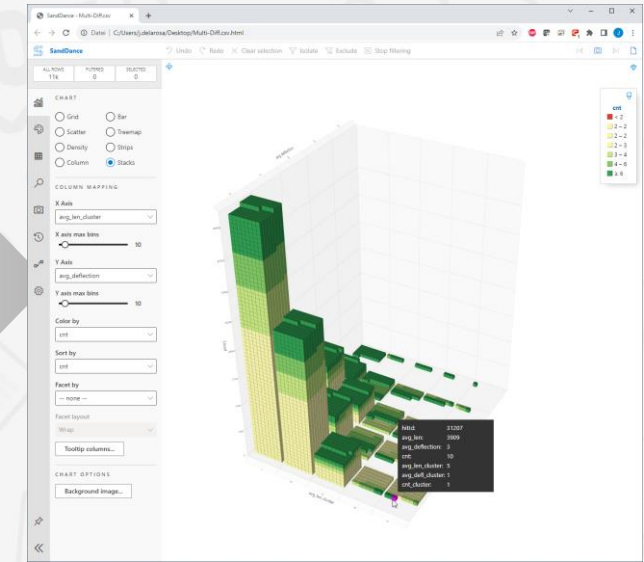 SandDance - Multi-Diff.csv
Datei | C:/Users/j.delarosa/Desktop/Multi-Diff.csv.html
SandDance
Undo Redo Clear selection Isolate Exclude Stop filtering
ALL ROWS FILTERED SELECTED
11k 0 0
CHART
Grid Bar
Scatter Treemap
Density Strips
Column Stacks
COLUMN MAPPING
X Axis
avg_len_cluster
X axis max bins
10
Y Axis
avg_deflection
Y axis max bins
10
Color by
cnt
Sort by
cnt
Facet by
-- none --
Facet layout
Wrap
Tooltip columns...
CHART OPTIONS
Background image...
cnt
< 2
2 – 2
2 – 2
2 – 3
3 – 4
4 – 6
≥ 6
avg_len_cluster
hitId: 31207
avg_len: 3909
avg_deflection: 3
cnt: 10
avg_len_cluster: 5
avg_defl_cluster: 1
cnt_cluster: 1